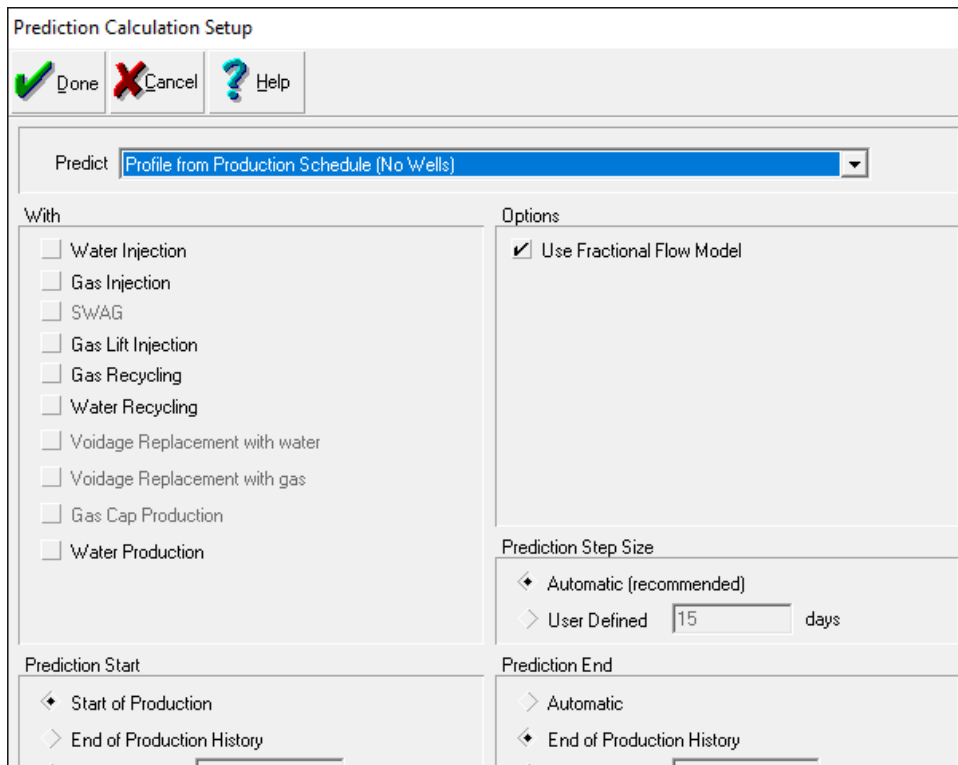 Prediction Calculation Setup
Done Cancel Help
Predict Profile from Production Schedule (No Wells)
With
Water Injection
Gas Injection
SWAG
Gas Lift Injection
Gas Recycling
Water Recycling
Voidage Replacement with water
Voidage Replacement with gas
Gas Cap Production
Water Production
Options
Use Fractional Flow Model
Prediction Step Size
Automatic (recommended)
User Defined 15 days
Prediction Start
Start of Production
End of Production History
Prediction End
Automatic
End of Production History